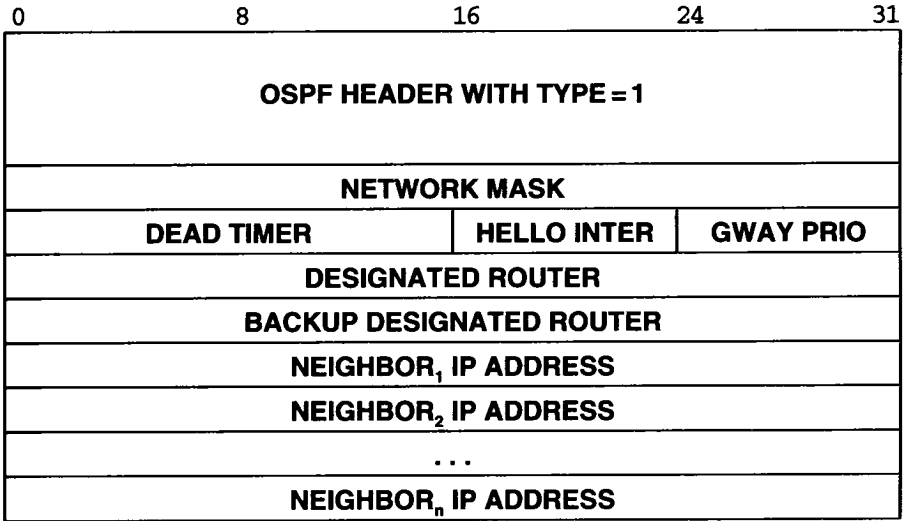 0 8 16 24 31
OSPF HEADER WITH TYPE = 1
NETWORK MASK
DEAD TIMER HELLO INTER GWAY PRIO
DESIGNATED ROUTER
BACKUP DESIGNATED ROUTER
NEIGHBOR₁ IP ADDRESS
NEIGHBOR₂ IP ADDRESS
. . .
NEIGHBORₙ IP ADDRESS